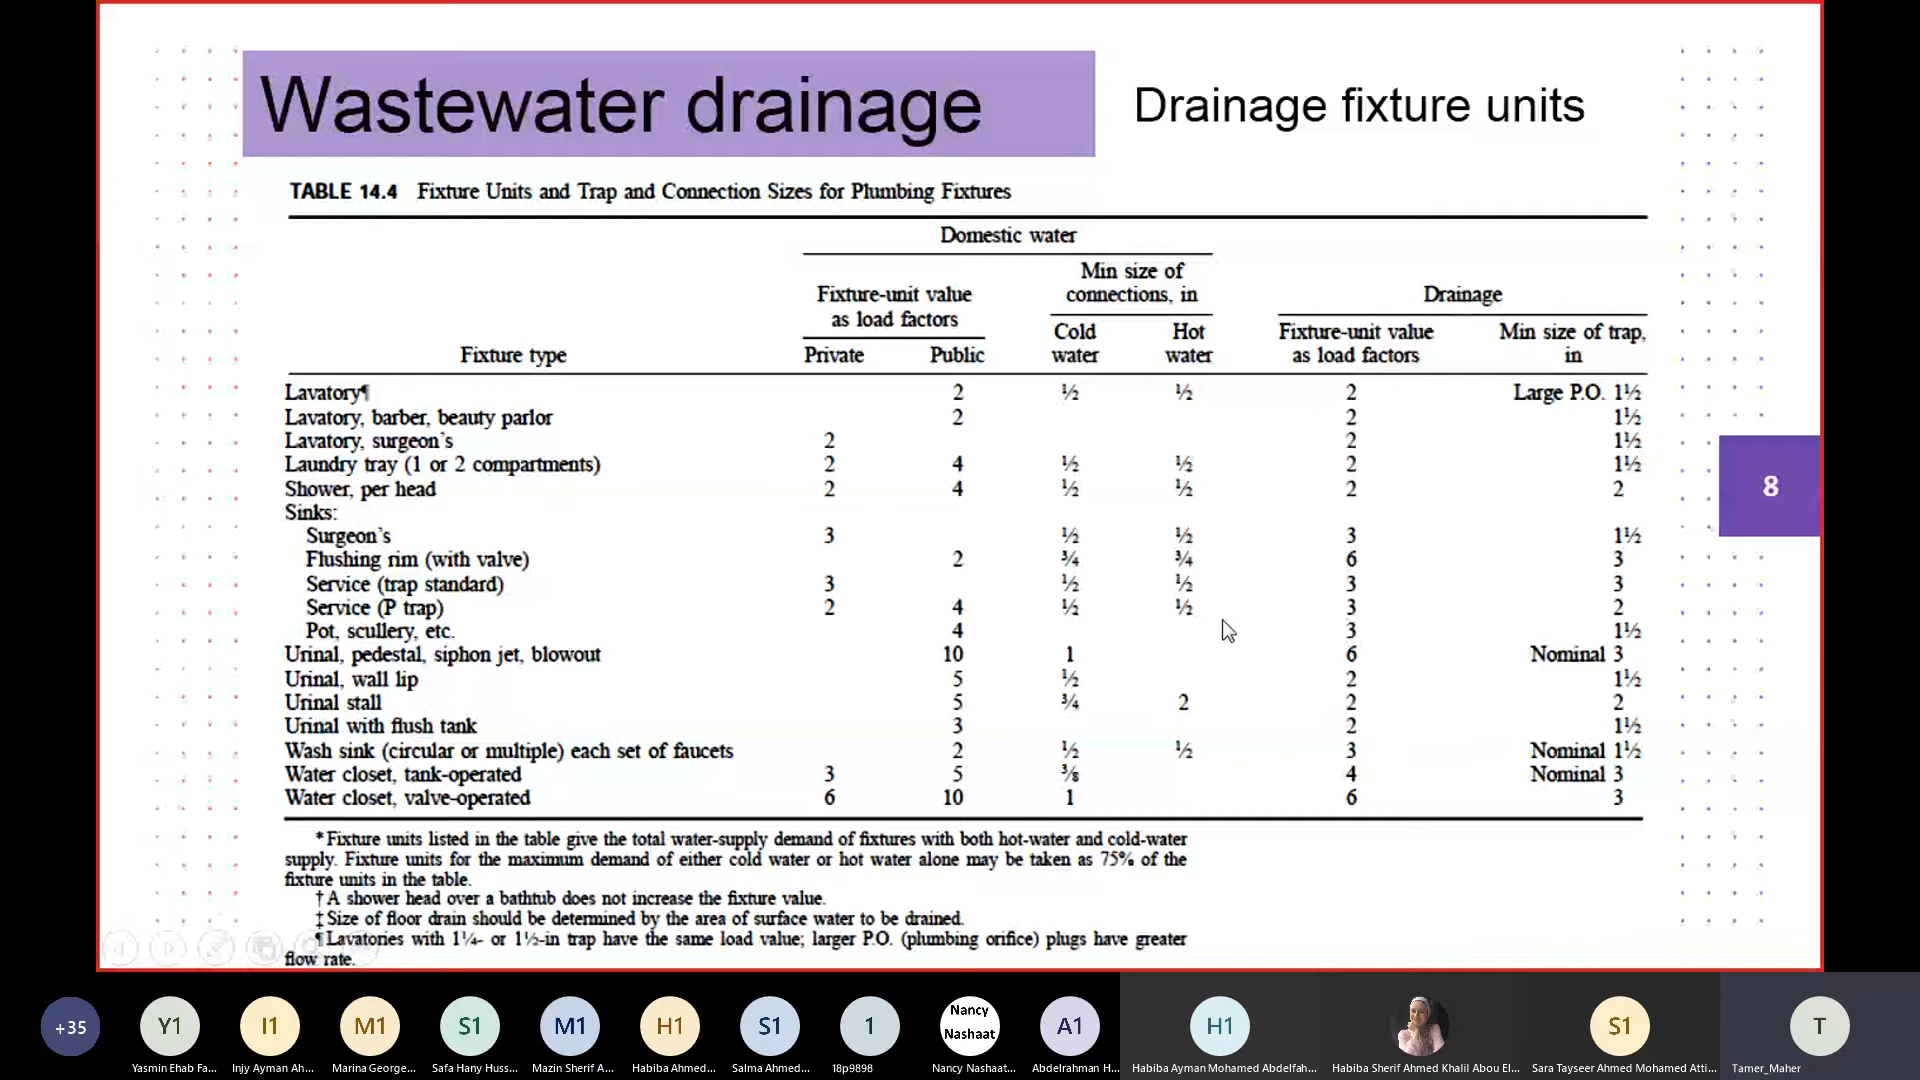 Wastewater drainage
Drainage fixture units
TABLE 14.4 Fixture Units and Trap and Connection Sizes for Plumbing Fixtures
Domestic water
Min size of
connections, in
Fixture-unit value
as load factors
Drainage
Cold
water
Hot
water
Fixture-unit value
as load factors
Min size of trap,
in
Fixture type Private Public
Lavatory¶ 2 ½ ½ 2 Large P.O. 1½
Lavatory, barber, beauty parlor 2 2 1½
Lavatory, surgeon's 2 2 1½
Laundry tray (1 or 2 compartments) 2 4 ½ ½ 2 1½
Shower, per head 2 4 ½ ½ 2 2
Sinks:
Surgeon's 3 ½ ½ 3 1½
Flushing rim (with valve) 2 ¾ ¾ 6 3
Service (trap standard) 3 ½ ½ 3 3
Service (P trap) 2 4 ½ ½ 3 2
Pot, scullery, etc. 4 3 1½
Urinal, pedestal, siphon jet, blowout 10 1 6 Nominal 3
Urinal, wall lip 5 ½ 2 1½
Urinal stall 5 ¾ 2 2 2
Urinal with flush tank 3 2 1½
Wash sink (circular or multiple) each set of faucets 2 ½ ½ 3 Nominal 1½
Water closet, tank-operated 3 5 ⅜ 4 Nominal 3
Water closet, valve-operated 6 10 1 6 3
*Fixture units listed in the table give the total water-supply demand of fixtures with both hot-water and cold-water
supply. Fixture units for the maximum demand of either cold water or hot water alone may be taken as 75% of the
fixture units in the table.
†A shower head over a bathtub does not increase the fixture value.
‡Size of floor drain should be determined by the area of surface water to be drained.
¶Lavatories with 1¼- or 1½-in trap have the same load value; larger P.O. (plumbing orifice) plugs have greater
flow rate.
8
+35 Y1 I1 M1 S1 M1 H1 S1 1 Nancy Nashaat A1 H1 S1 T
Yasmin Ehab Fa... Injy Ayman Ah... Marina George... Safa Hany Huss... Mazin Sherif A... Habiba Ahmed... Salma Ahmed... 18p9898 Nancy Nashaat... Abdelrahman H... Habiba Ayman Mohamed Abdelfah... Habiba Sherif Ahmed Khalil Abou El... Sara Tayseer Ahmed Mohamed Atti... Tamer_Maher